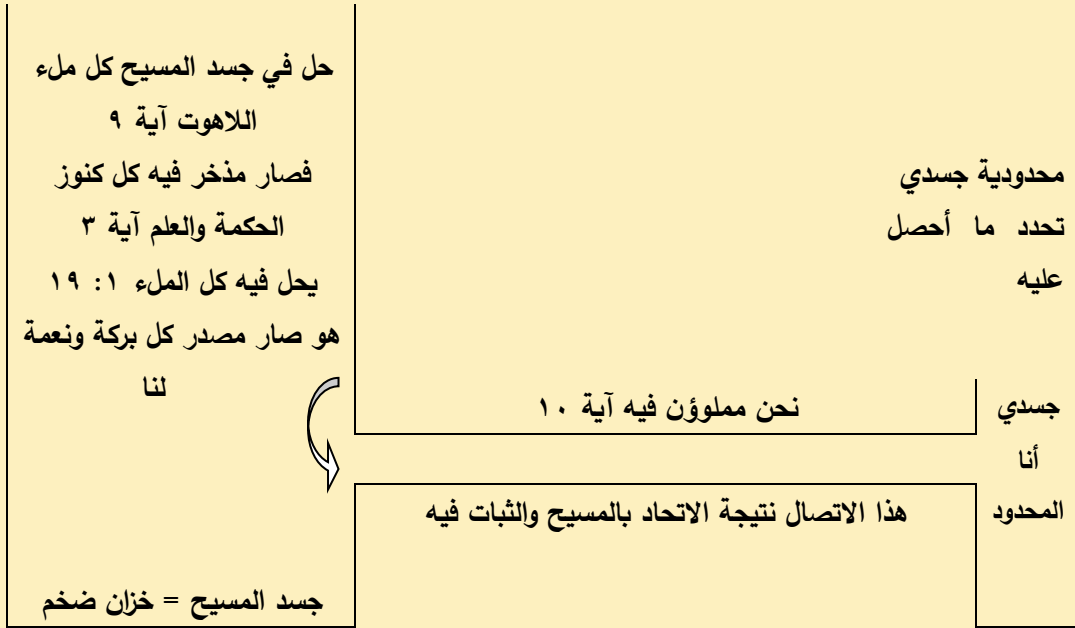 حل في جسد المسيح كل ملء
اللاهوت آية ٩
فصار مذخر فيه كل كنوز
الحكمة والعلم آية ٣
يحل فيه كل الملء ١: ١٩
هو صار مصدر كل بركة ونعمة
لنا
جسد المسيح = خزان ضخم
محدودية جسدي
تحدد ما أحصل
عليه
نحن مملوؤن فيه آية ١٠
هذا الاتصال نتيجة الاتحاد بالمسيح والثبات فيه
جسدي
أنا
المحدود